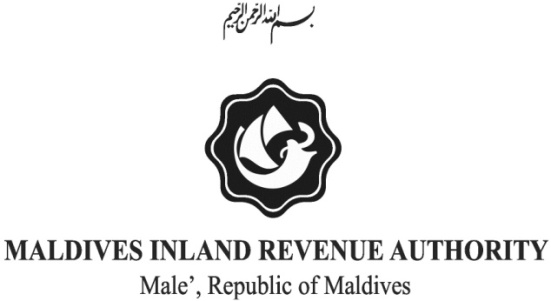 بسم الله الرحمن الرحيم
MALDIVES INLAND REVENUE AUTHORITY
Male’, Republic of Maldives